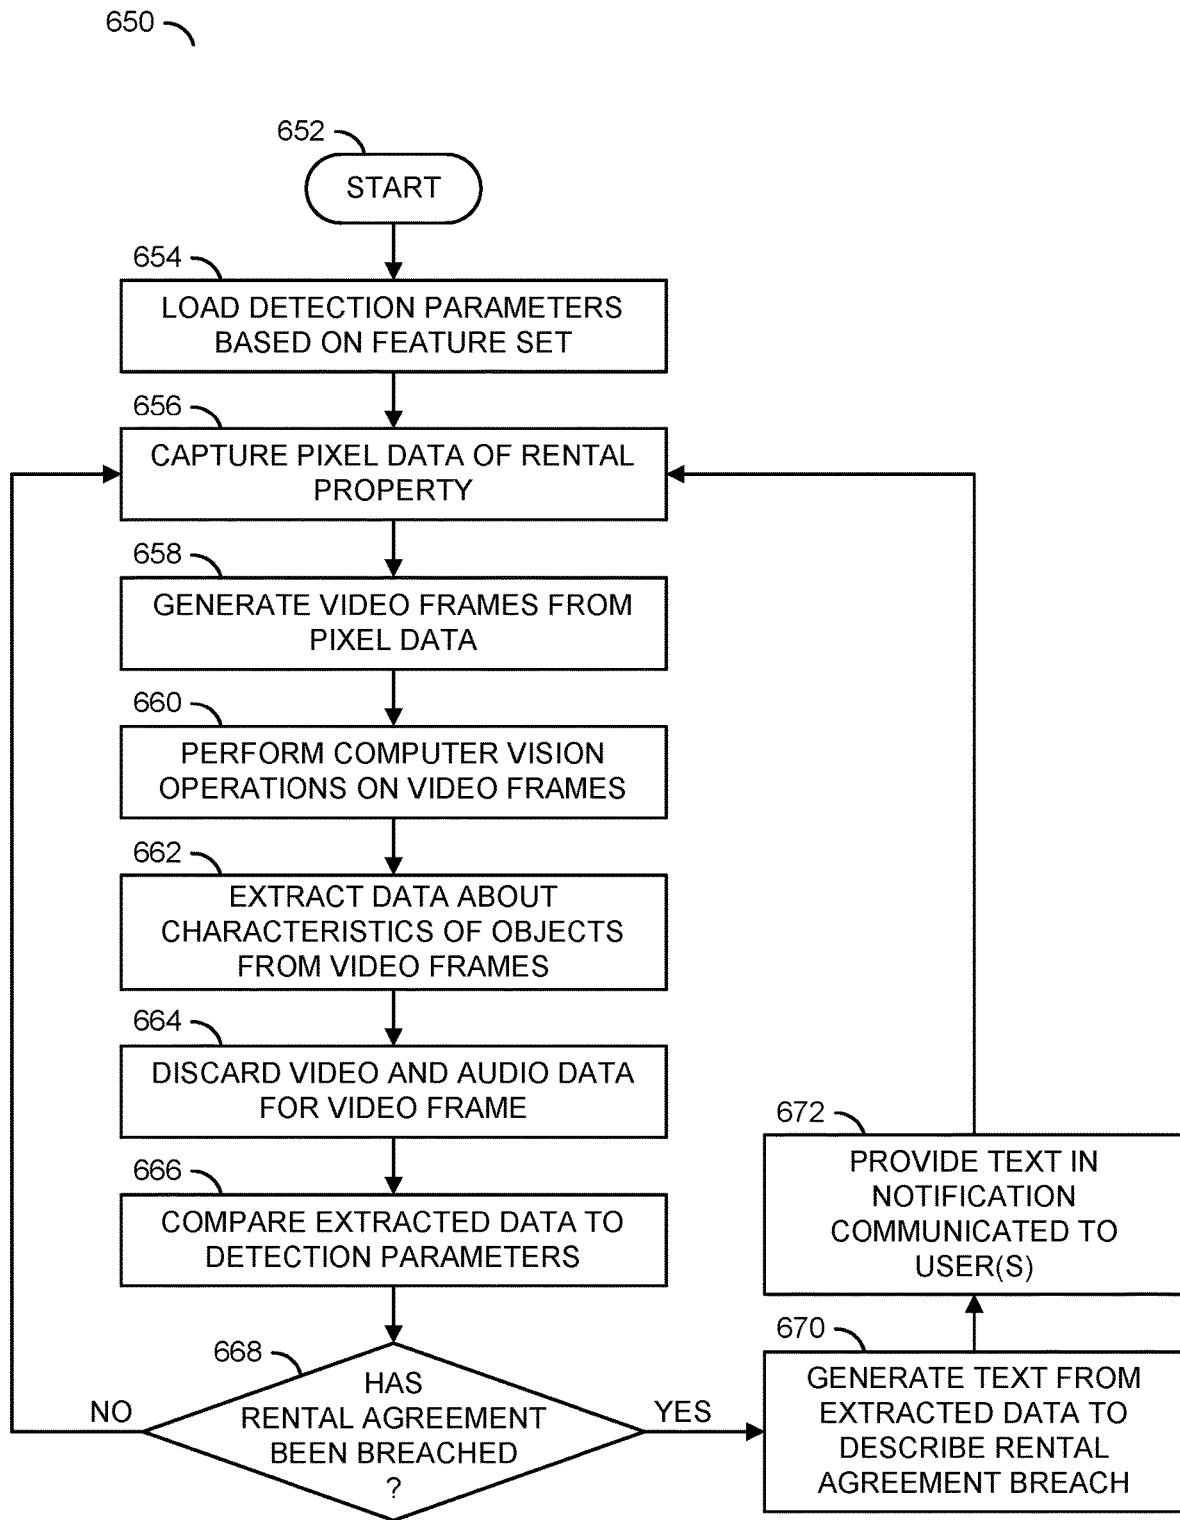 650
652
START
654
LOAD DETECTION PARAMETERS
BASED ON FEATURE SET
656
CAPTURE PIXEL DATA OF RENTAL
PROPERTY
658
GENERATE VIDEO FRAMES FROM
PIXEL DATA
660
PERFORM COMPUTER VISION
OPERATIONS ON VIDEO FRAMES
662
EXTRACT DATA ABOUT
CHARACTERISTICS OF OBJECTS
FROM VIDEO FRAMES
664
DISCARD VIDEO AND AUDIO DATA
FOR VIDEO FRAME
666
COMPARE EXTRACTED DATA TO
DETECTION PARAMETERS
668
HAS
RENTAL AGREEMENT
BEEN BREACHED
?
NO
YES
670
GENERATE TEXT FROM
EXTRACTED DATA TO
DESCRIBE RENTAL
AGREEMENT BREACH
672
PROVIDE TEXT IN
NOTIFICATION
COMMUNICATED TO
USER(S)